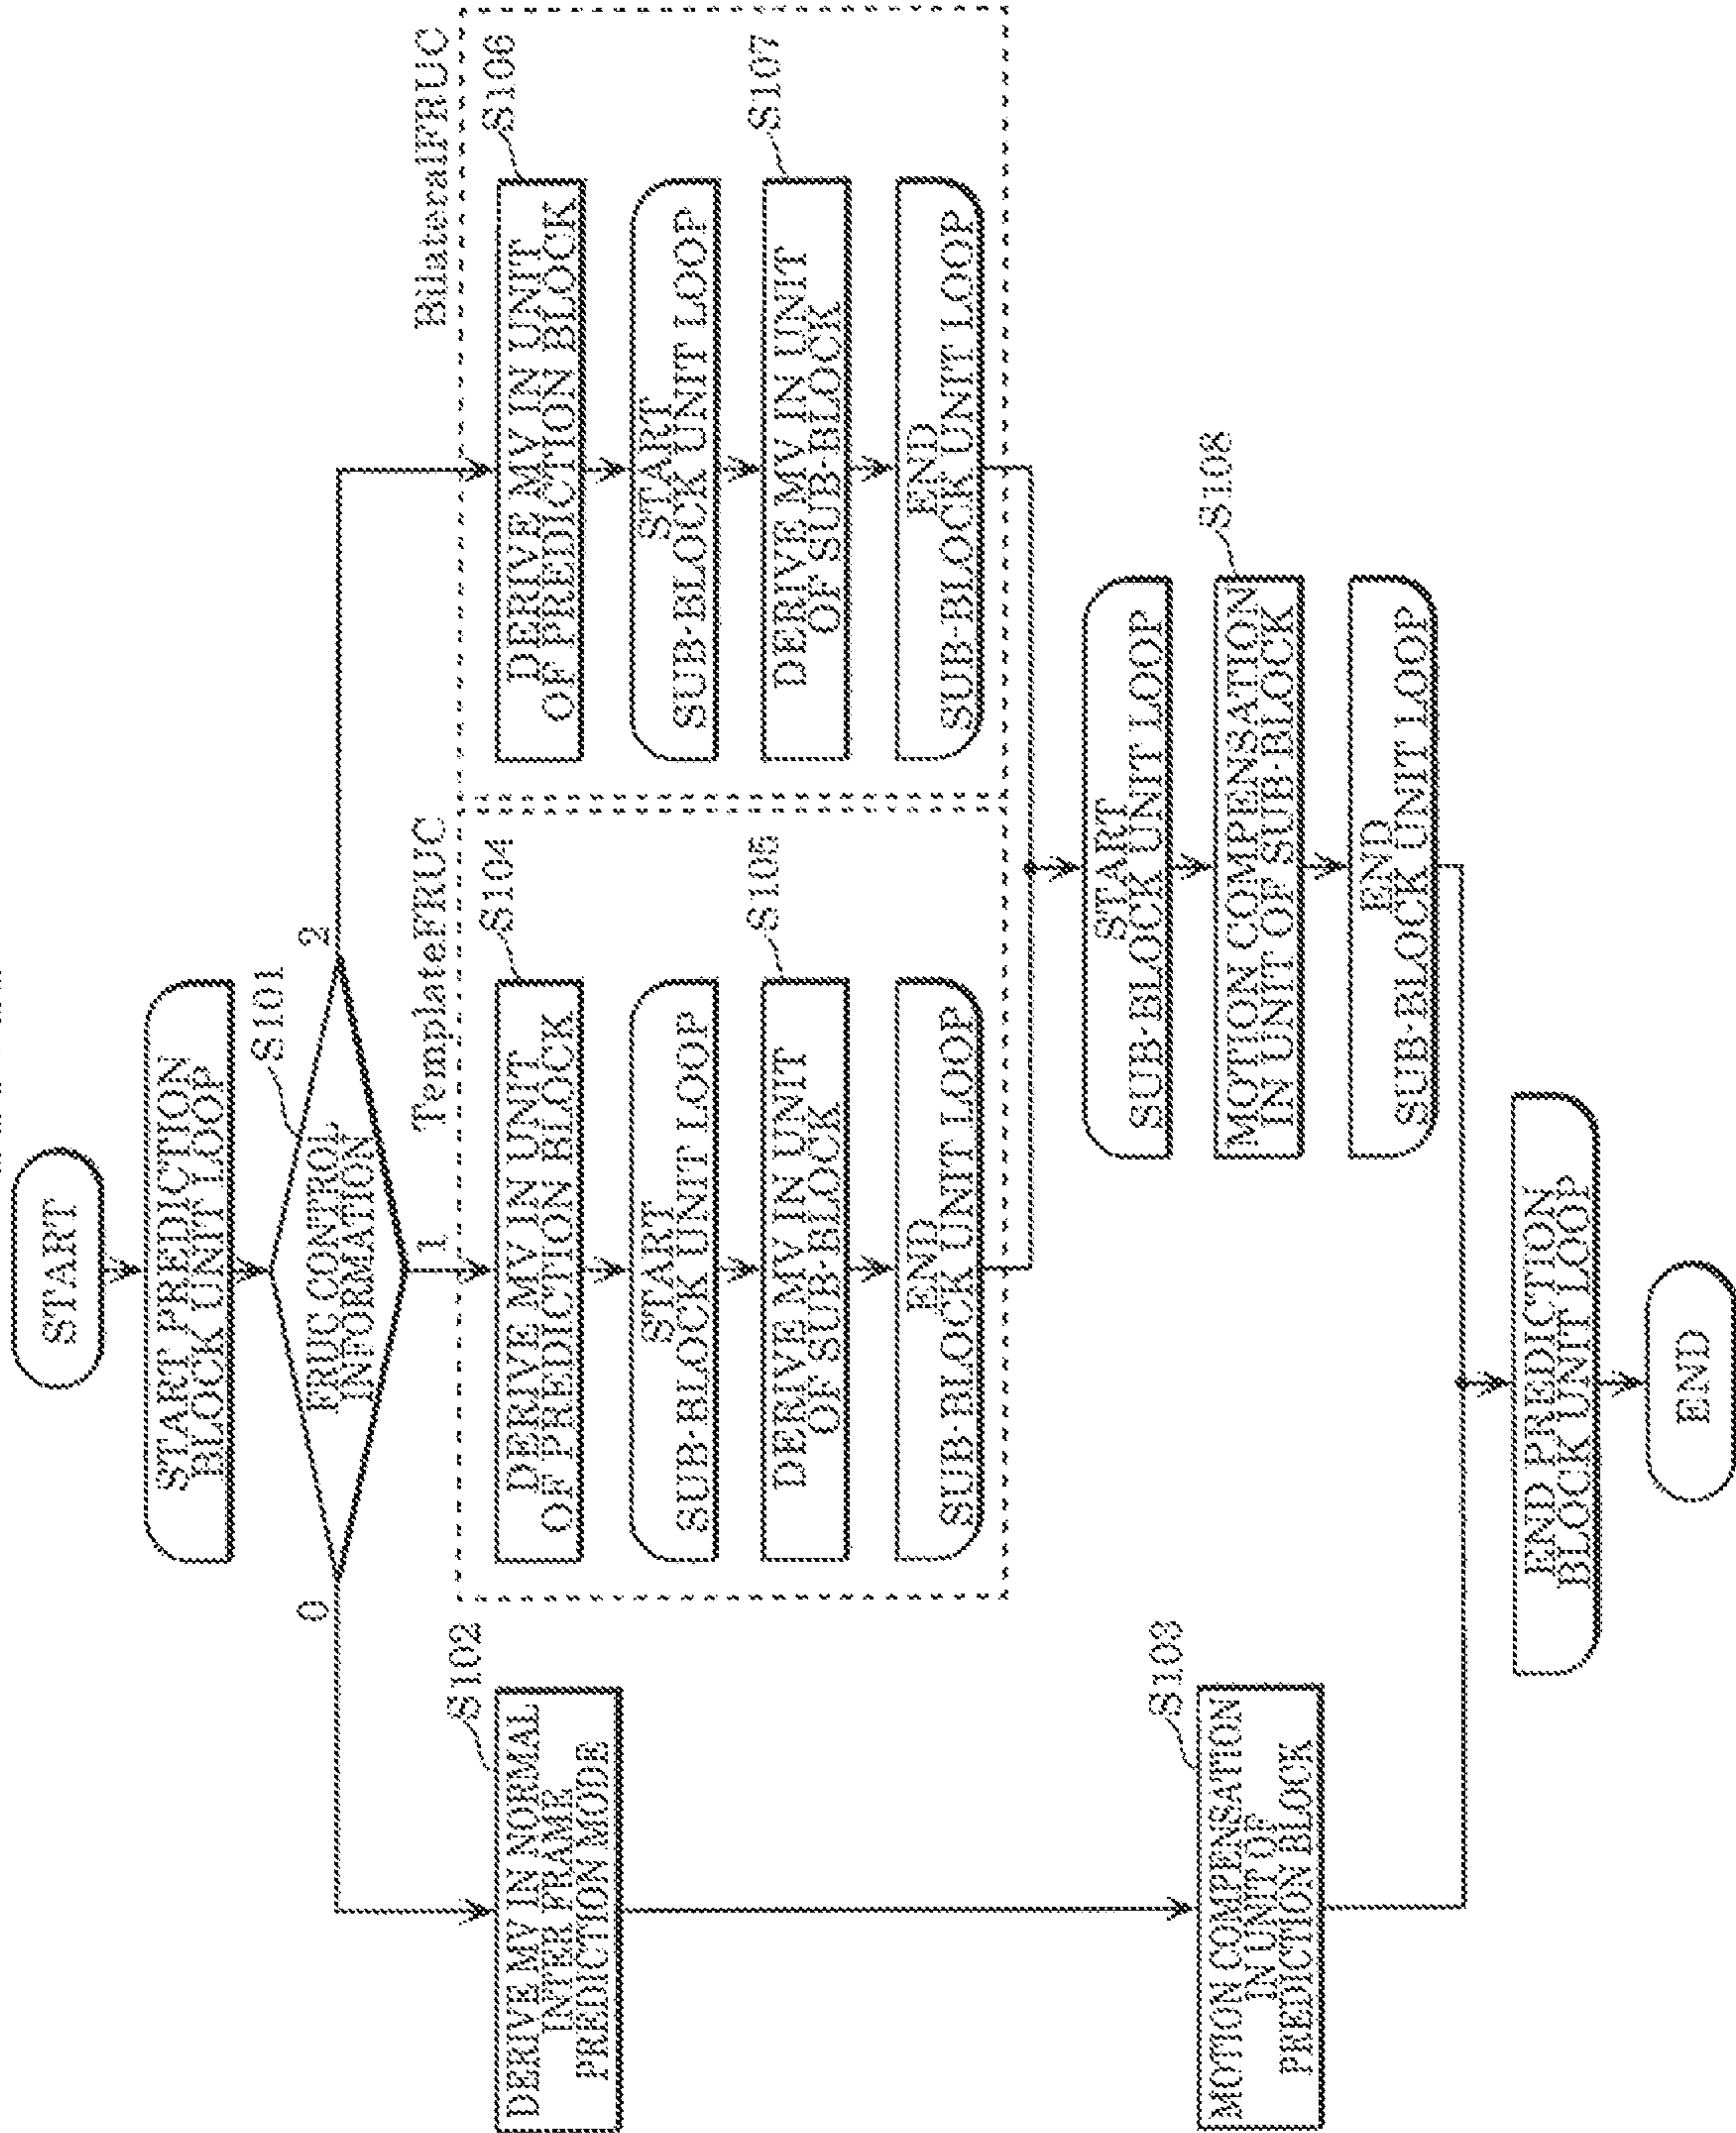 START
START PREDICTION
BLOCK UNIT LOOP
S101
FRUC CONTROL
INFORMATION
0
1
2
S102
DERIVE MV IN NORMAL
INTER FRAME
PREDICTION MODE
TemplateFRUC
S104
DERIVE MV IN UNIT
OF PREDICTION BLOCK
START
SUB-BLOCK UNIT LOOP
S105
DERIVE MV IN UNIT
OF SUB-BLOCK
END
SUB-BLOCK UNIT LOOP
BilateralFRUC
S106
DERIVE MV IN UNIT
OF PREDICTION BLOCK
START
SUB-BLOCK UNIT LOOP
S107
DERIVE MV IN UNIT
OF SUB-BLOCK
END
SUB-BLOCK UNIT LOOP
S103
MOTION COMPENSATION
IN UNIT OF
PREDICTION BLOCK
START
SUB-BLOCK UNIT LOOP
S108
MOTION COMPENSATION
IN UNIT OF SUB-BLOCK
END
SUB-BLOCK UNIT LOOP
END PREDICTION
BLOCK UNIT LOOP
END